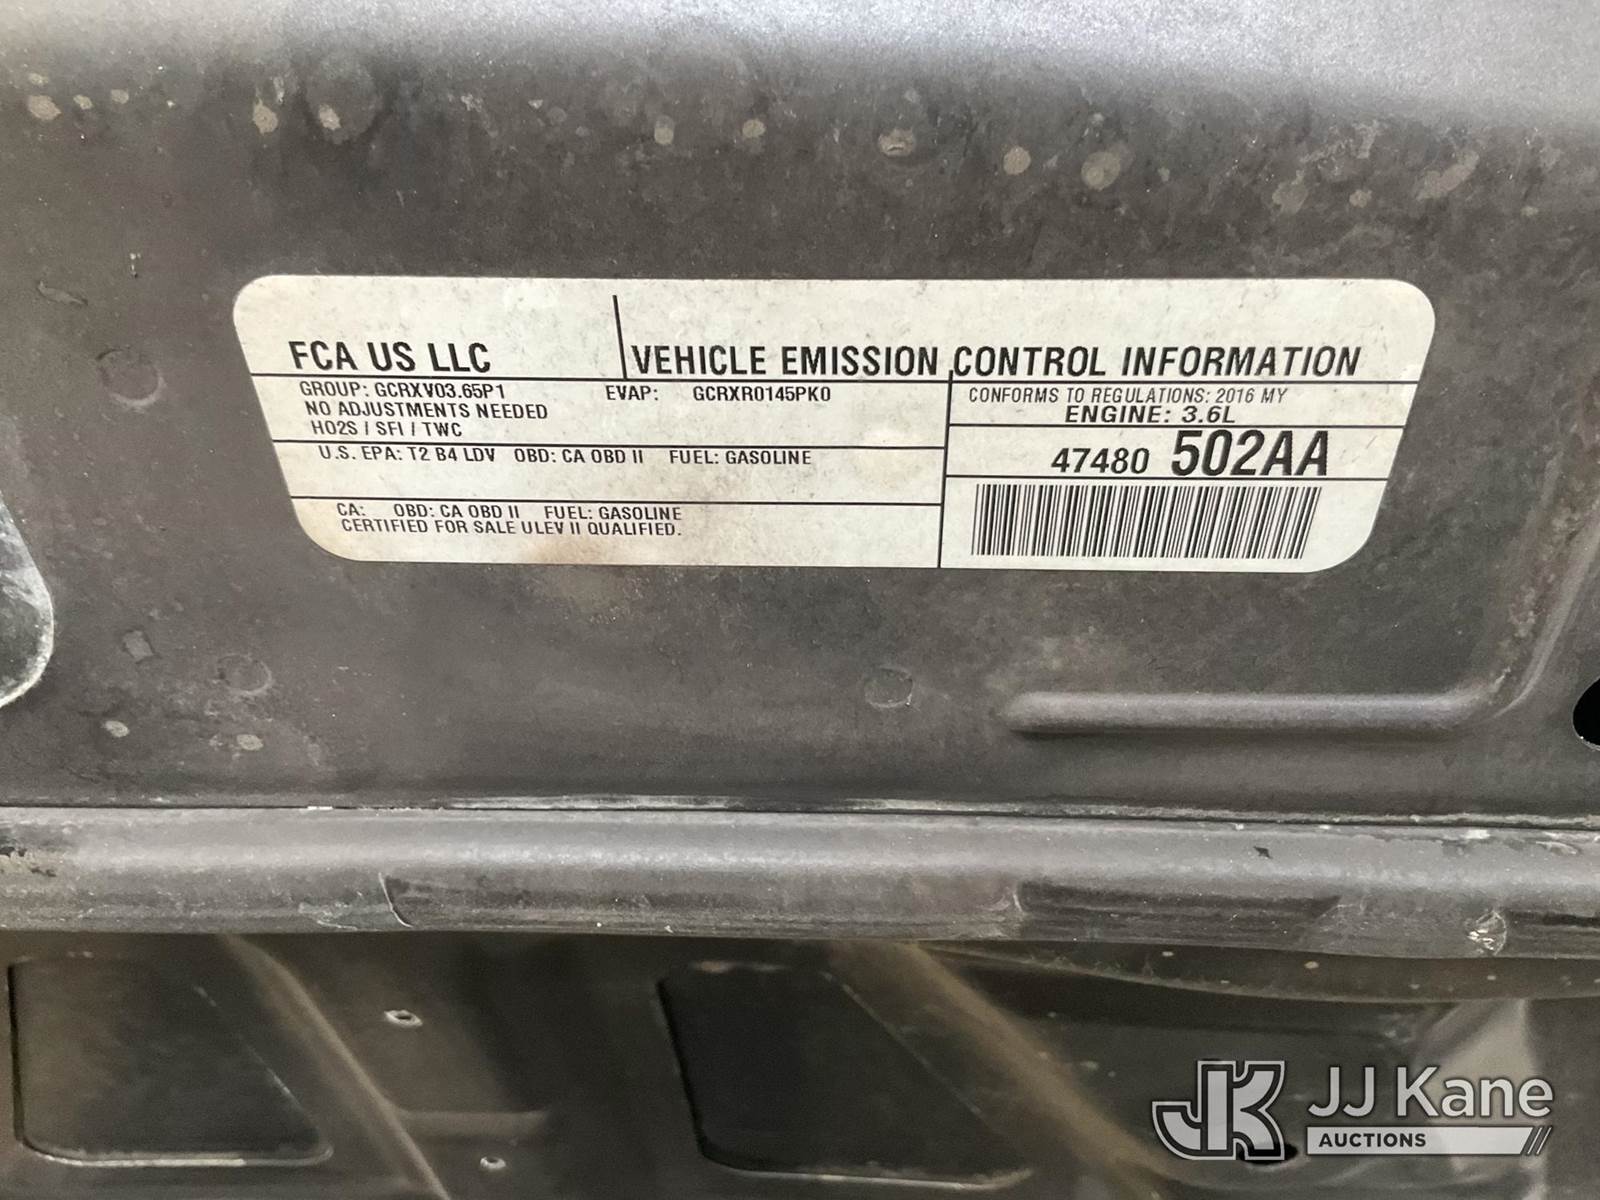 FCA US LLC
VEHICLE EMISSION CONTROL INFORMATION
GROUP: GCRXV03.65P1 EVAP: GCRXR0145PK0
NO ADJUSTMENTS NEEDED
HO2S / SFI / TWC
U.S. EPA: T2 B4 LDV OBD: CA OBD II FUEL: GASOLINE
CA: OBD: CA OBD II FUEL: GASOLINE
CERTIFIED FOR SALE ULEV II QUALIFIED.
CONFORMS TO REGULATIONS: 2016 MY
ENGINE: 3.6L
47480 502AA
JK JJ Kane
AUCTIONS